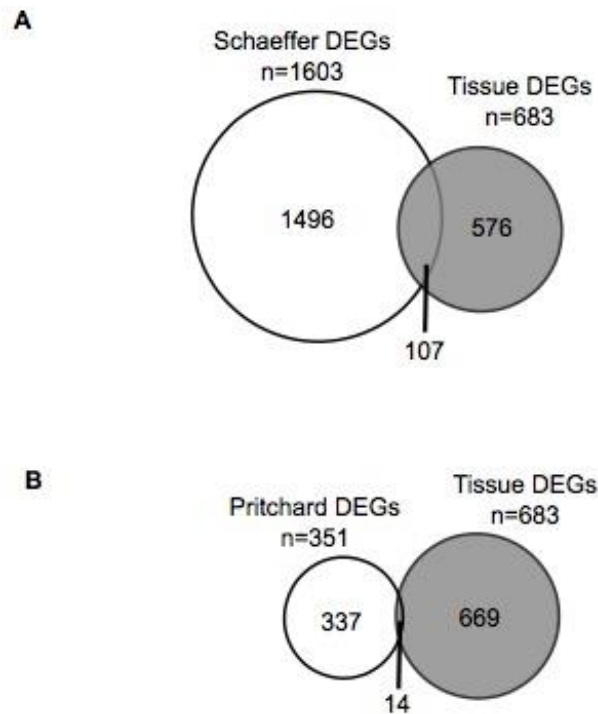 A
Schaeffer DEGs
n=1603
Tissue DEGs
n=683
1496
576
107
B
Pritchard DEGs
n=351
Tissue DEGs
n=683
337
669
14